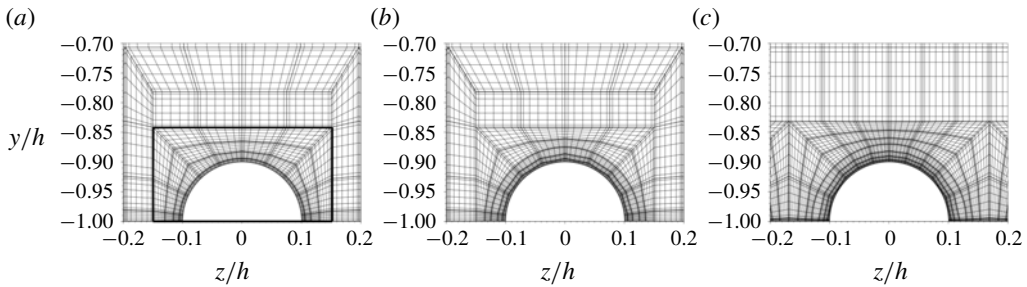 (a) (b) (c)
−0.70 −0.70 −0.70
−0.75 −0.75 −0.75
−0.80 −0.80 −0.80
y/h −0.85 −0.85 −0.85
−0.90 −0.90 −0.90
−0.95 −0.95 −0.95
−1.00 −1.00 −1.00
−0.2 −0.1 0 0.1 0.2 −0.2 −0.1 0 0.1 0.2 −0.2 −0.1 0 0.1 0.2
z/h z/h z/h